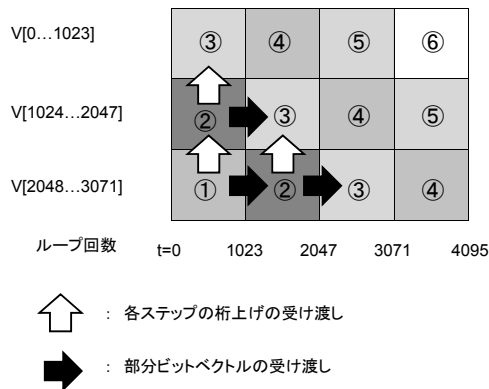 V[0…1023] ③ ④ ⑤ ⑥
V[1024…2047] ② ③ ④ ⑤
V[2048…3071] ① ② ③ ④
ループ回数 t=0 1023 2047 3071 4095
: 各ステップの桁上げの受け渡し
: 部分ビットベクトルの受け渡し